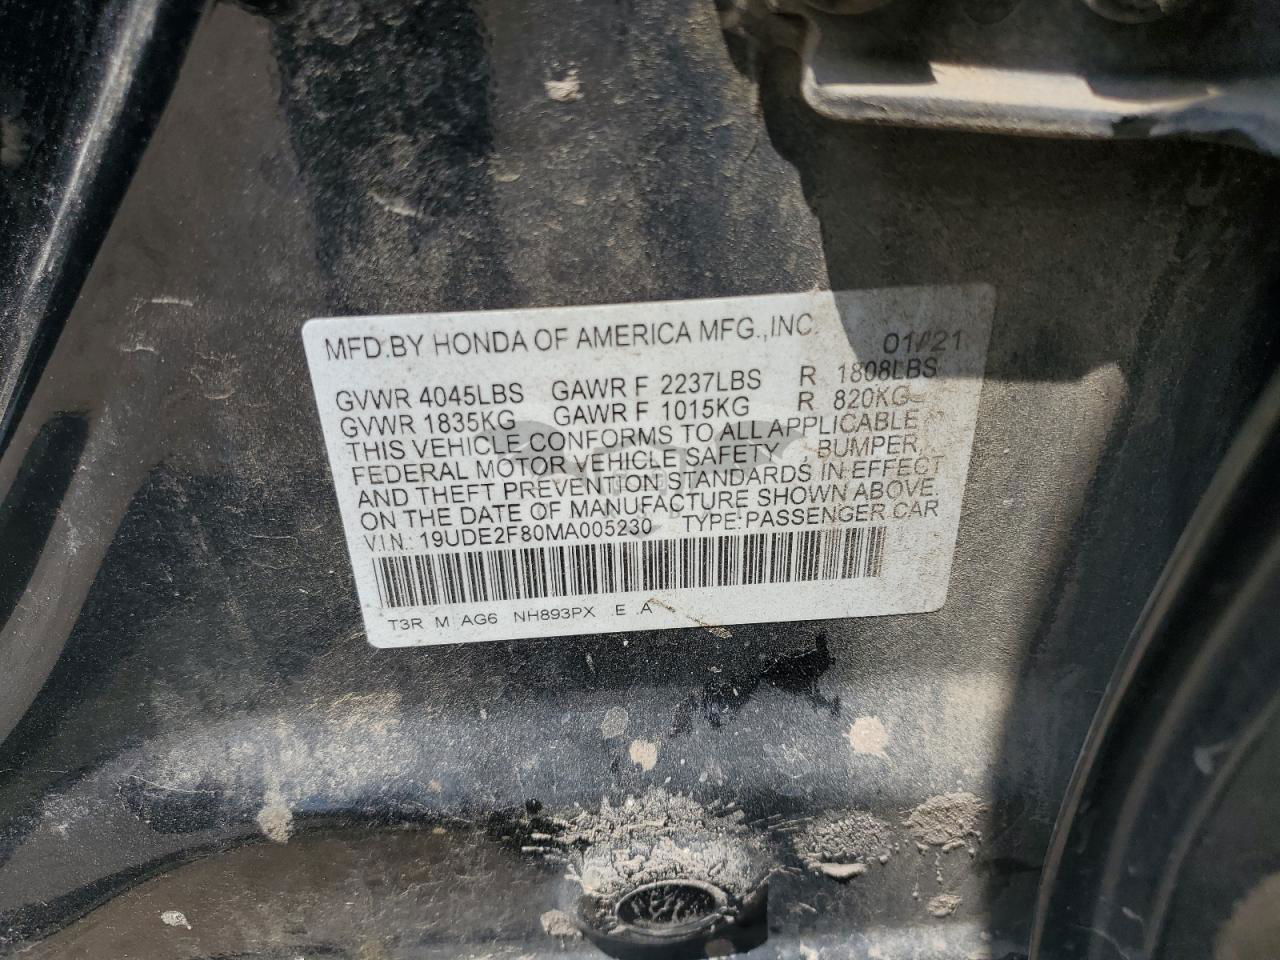 MFD.BY HONDA OF AMERICA MFG.,INC. 01/21
GVWR 4045LBS GAWR F 2237LBS R 1808LBS
GVWR 1835KG GAWR F 1015KG R 820KG
THIS VEHICLE CONFORMS TO ALL APPLICABLE
FEDERAL MOTOR VEHICLE SAFETY, BUMPER,
AND THEFT PREVENTION STANDARDS IN EFFECT
ON THE DATE OF MANUFACTURE SHOWN ABOVE.
V.I.N.: 19UDE2F80MA005230 TYPE:PASSENGER CAR
T3R M AG6 NH893PX E A